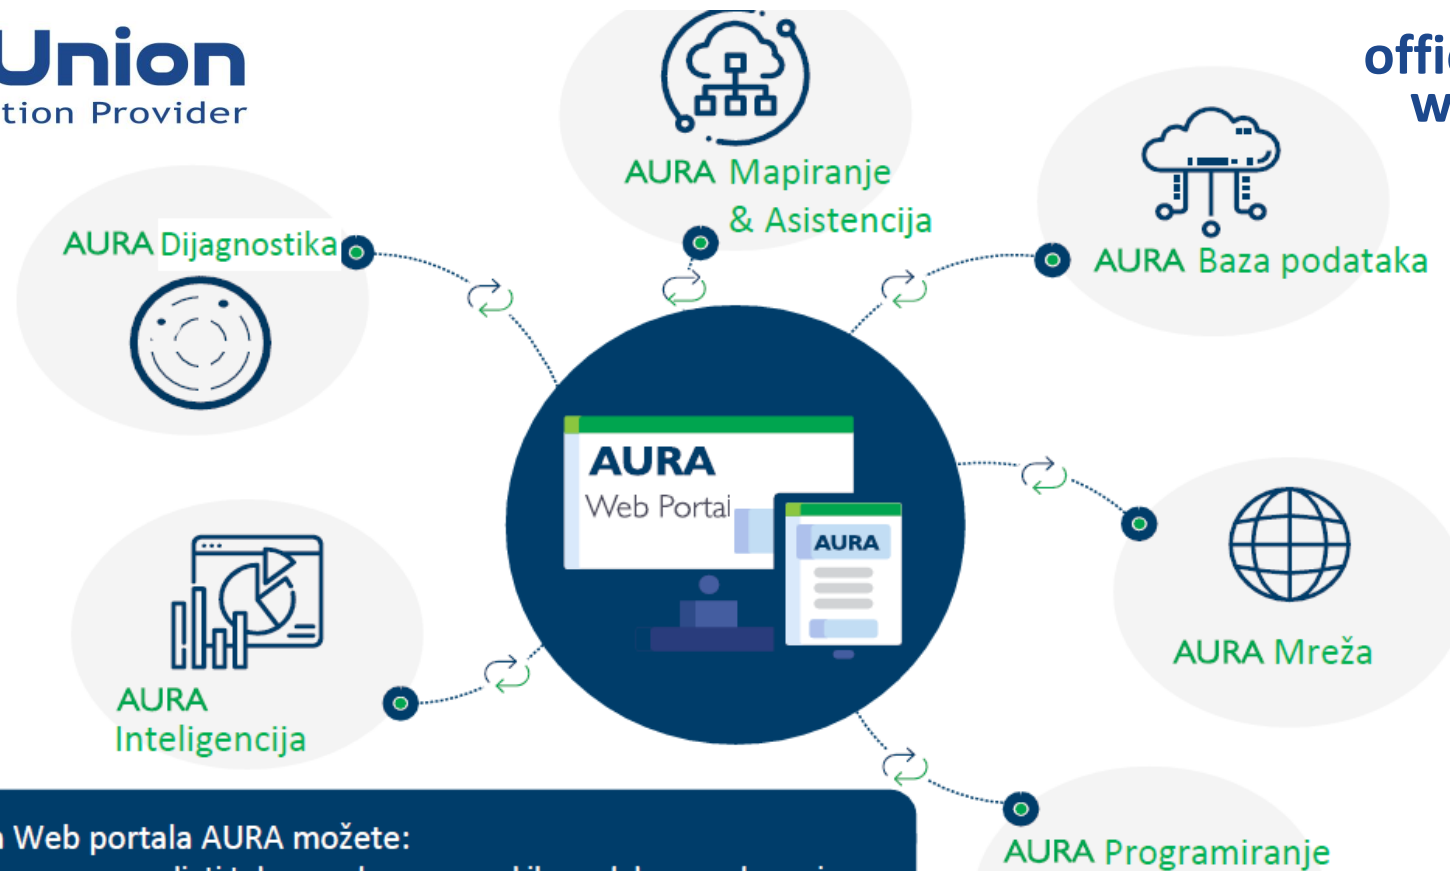 Union
tion Provider
AURA Mapiranje
& Asistencija
AURA Dijagnostika
AURA Baza podataka
AURA
Web Portal
AURA
AURA Mreža
AURA
Inteligencija
Web portala AURA možete:
AURA Programiranje